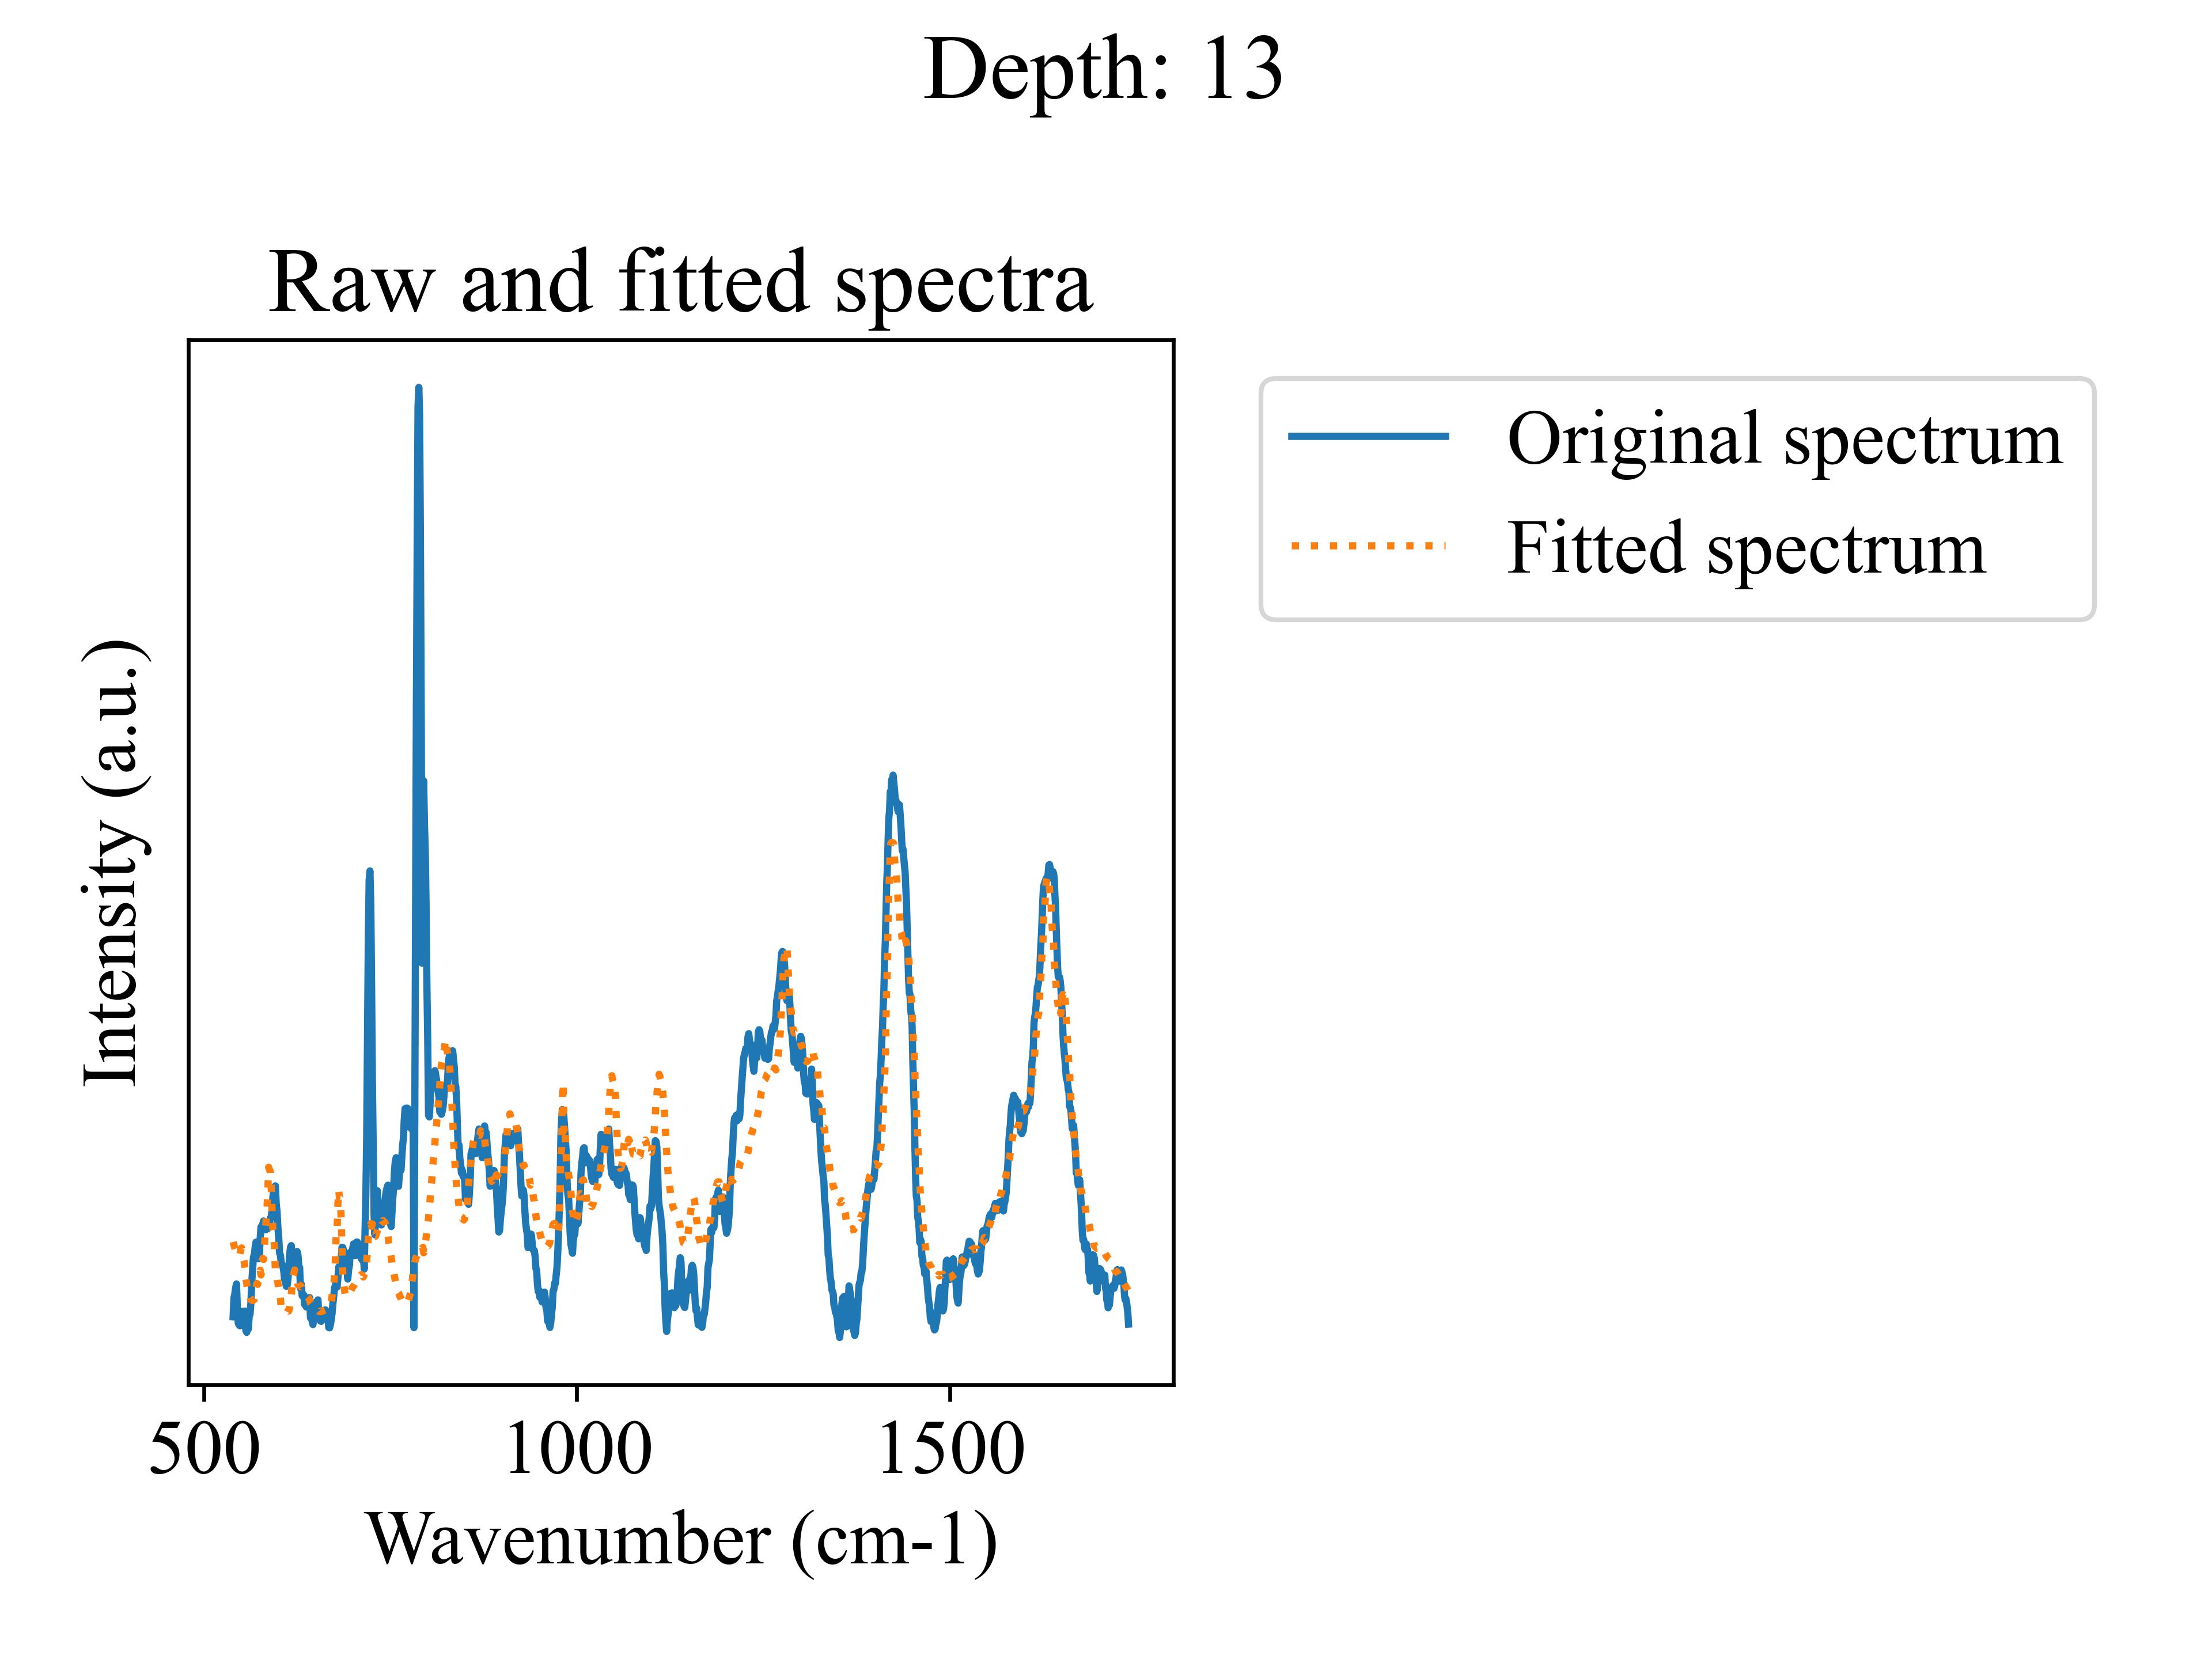 Depth: 13
Raw and fitted spectra
Original spectrum
Fitted spectrum
Intensity (a.u.)
500 1000 1500
Wavenumber (cm-1)